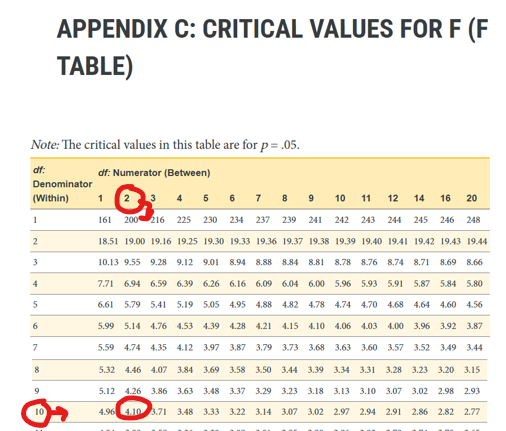 APPENDIX C: CRITICAL VALUES FOR F (F
TABLE)
Note: The critical values in this table are for p = .05.
df:
Denominator
(Within)
df: Numerator (Between)
1 2 3 4 5 6 7 8 9 10 11 12 14 16 20
1 161 200 216 225 230 234 237 239 241 242 243 244 245 246 248
2 18.51 19.00 19.16 19.25 19.30 19.33 19.36 19.37 19.38 19.39 19.40 19.41 19.42 19.43 19.44
3 10.13 9.55 9.28 9.12 9.01 8.94 8.88 8.84 8.81 8.78 8.76 8.74 8.71 8.69 8.66
4 7.71 6.94 6.59 6.39 6.26 6.16 6.09 6.04 6.00 5.96 5.93 5.91 5.87 5.84 5.80
5 6.61 5.79 5.41 5.19 5.05 4.95 4.88 4.82 4.78 4.74 4.70 4.68 4.64 4.60 4.56
6 5.99 5.14 4.76 4.53 4.39 4.28 4.21 4.15 4.10 4.06 4.03 4.00 3.96 3.92 3.87
7 5.59 4.74 4.35 4.12 3.97 3.87 3.79 3.73 3.68 3.63 3.60 3.57 3.52 3.49 3.44
8 5.32 4.46 4.07 3.84 3.69 3.58 3.50 3.44 3.39 3.34 3.31 3.28 3.23 3.20 3.15
9 5.12 4.26 3.86 3.63 3.48 3.37 3.29 3.23 3.18 3.13 3.10 3.07 3.02 2.98 2.93
10 4.96 4.10 3.71 3.48 3.33 3.22 3.14 3.07 3.02 2.97 2.94 2.91 2.86 2.82 2.77